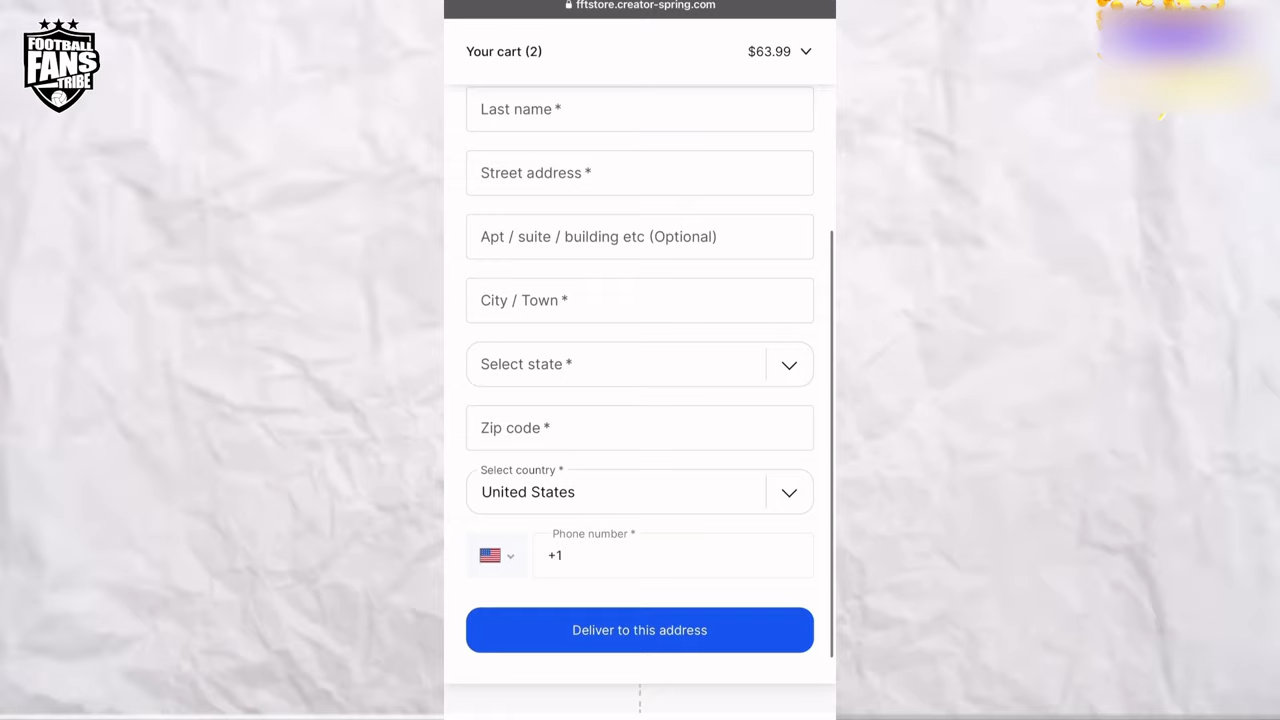 fftstore.creator-spring.com
FOOTBALL
FANS
TRIBE
Your cart (2)
$63.99
Last name *
Street address *
Apt / suite / building etc (Optional)
City / Town *
Select state *
Zip code *
Select country *
United States
Phone number *
+1
Deliver to this address